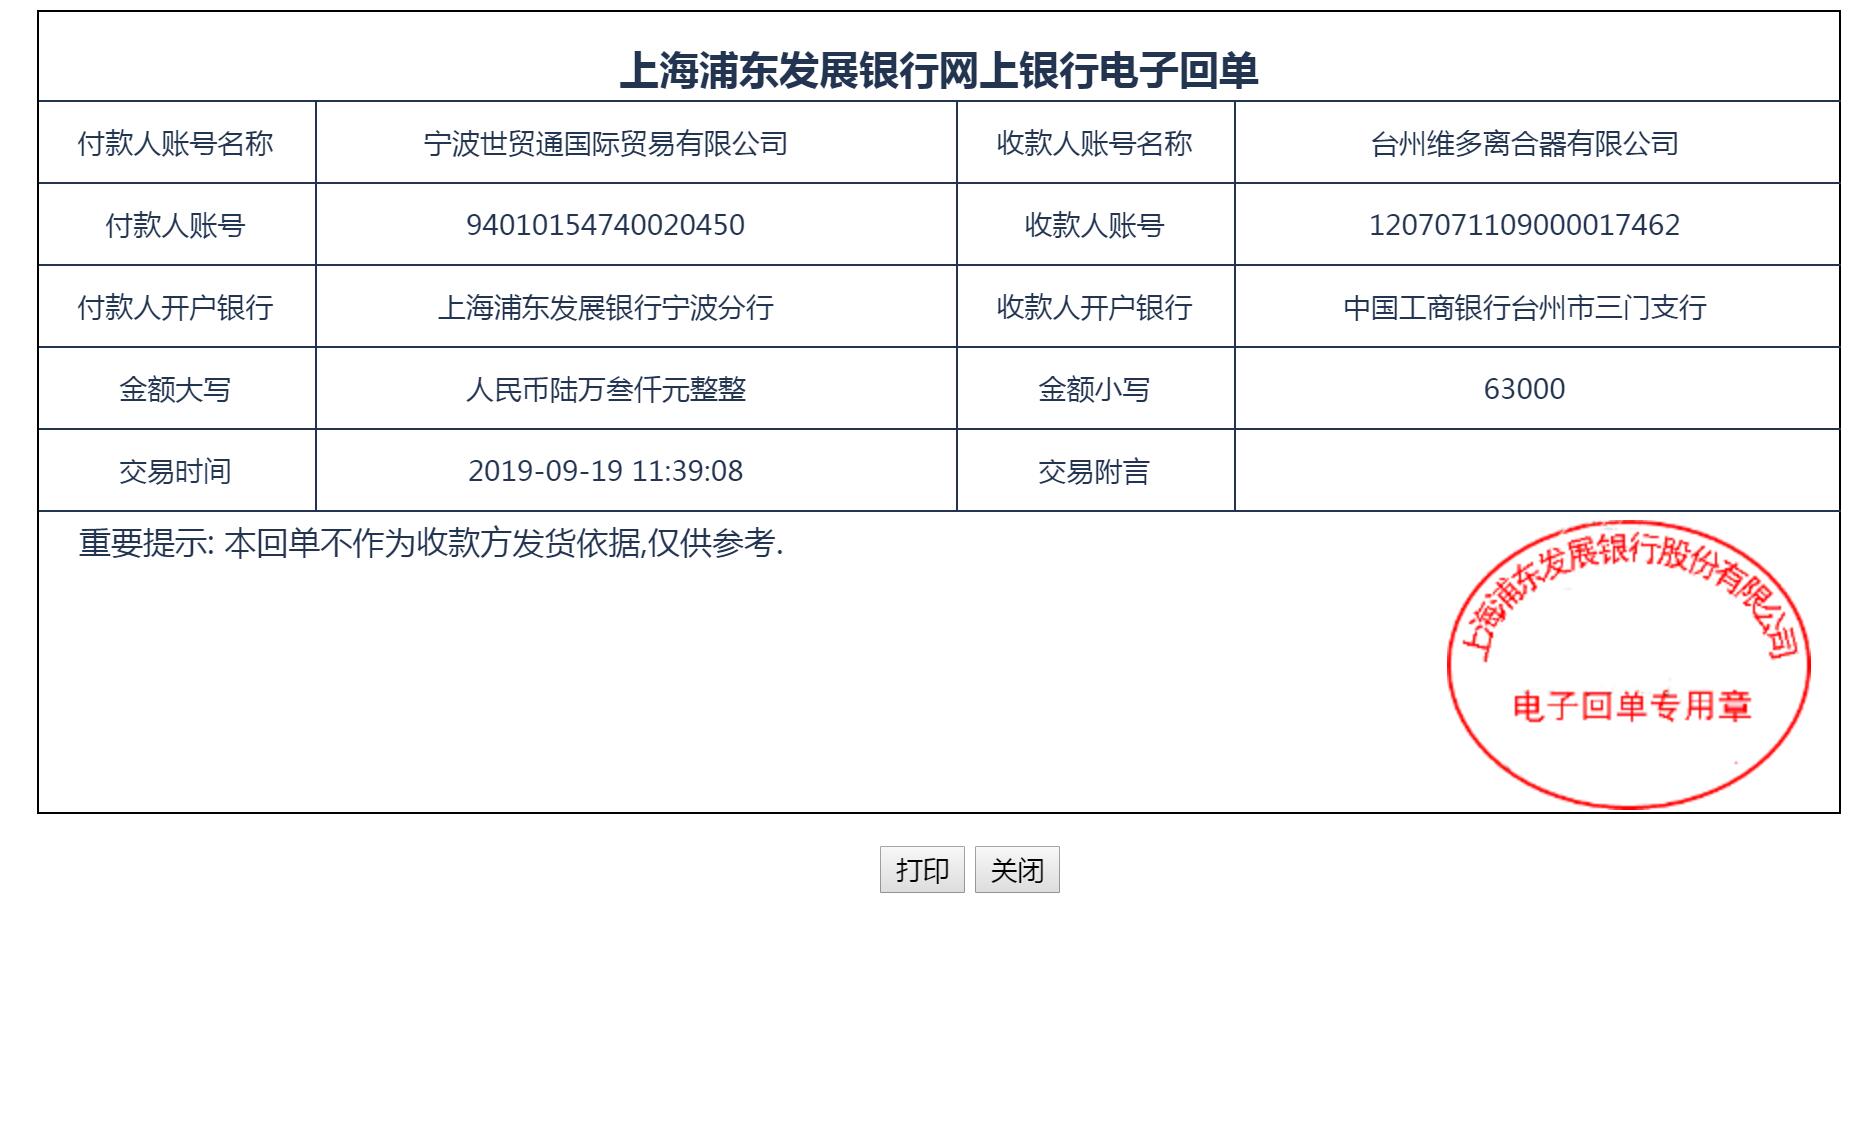 上海浦东发展银行网上银行电子回单
付款人账号名称 宁波世贸通国际贸易有限公司 收款人账号名称 台州维多离合器有限公司
付款人账号 94010154740020450 收款人账号 1207071109000017462
付款人开户银行 上海浦东发展银行宁波分行 收款人开户银行 中国工商银行台州市三门支行
金额大写 人民币陆万叁仟元整整 金额小写 63000
交易时间 2019-09-19 11:39:08 交易附言
重要提示: 本回单不作为收款方发货依据,仅供参考.
上海浦东发展银行股份有限公司
电子回单专用章
打印 关闭